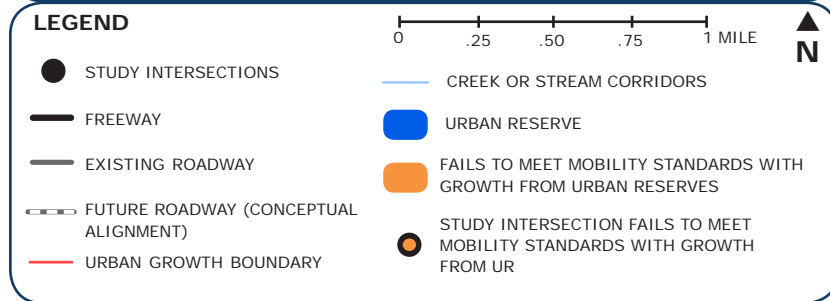 LEGEND
0 .25 .50 .75 1 MILE
N
STUDY INTERSECTIONS
FREEWAY
EXISTING ROADWAY
FUTURE ROADWAY (CONCEPTUAL
ALIGNMENT)
URBAN GROWTH BOUNDARY
CREEK OR STREAM CORRIDORS
URBAN RESERVE
FAILS TO MEET MOBILITY STANDARDS WITH
GROWTH FROM URBAN RESERVES
STUDY INTERSECTION FAILS TO MEET
MOBILITY STANDARDS WITH GROWTH
FROM UR